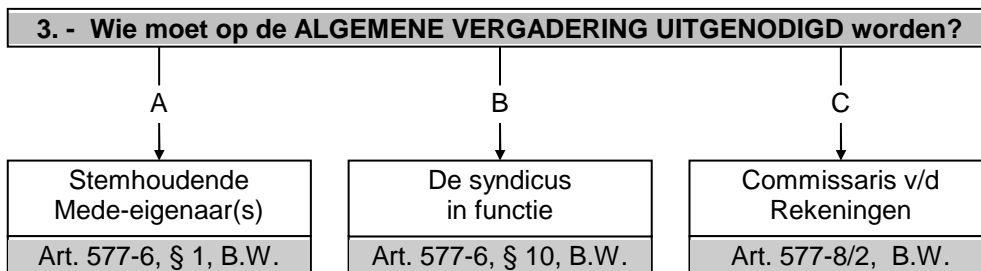 3. - Wie moet op de ALGEMENE VERGADERING UITGENODIGD worden?
A
B
C
Stemhoudende
Mede-eigenaar(s)
Art. 577-6, § 1, B.W.
De syndicus
in functie
Art. 577-6, § 10, B.W.
Commissaris v/d
Rekeningen
Art. 577-8/2, B.W.